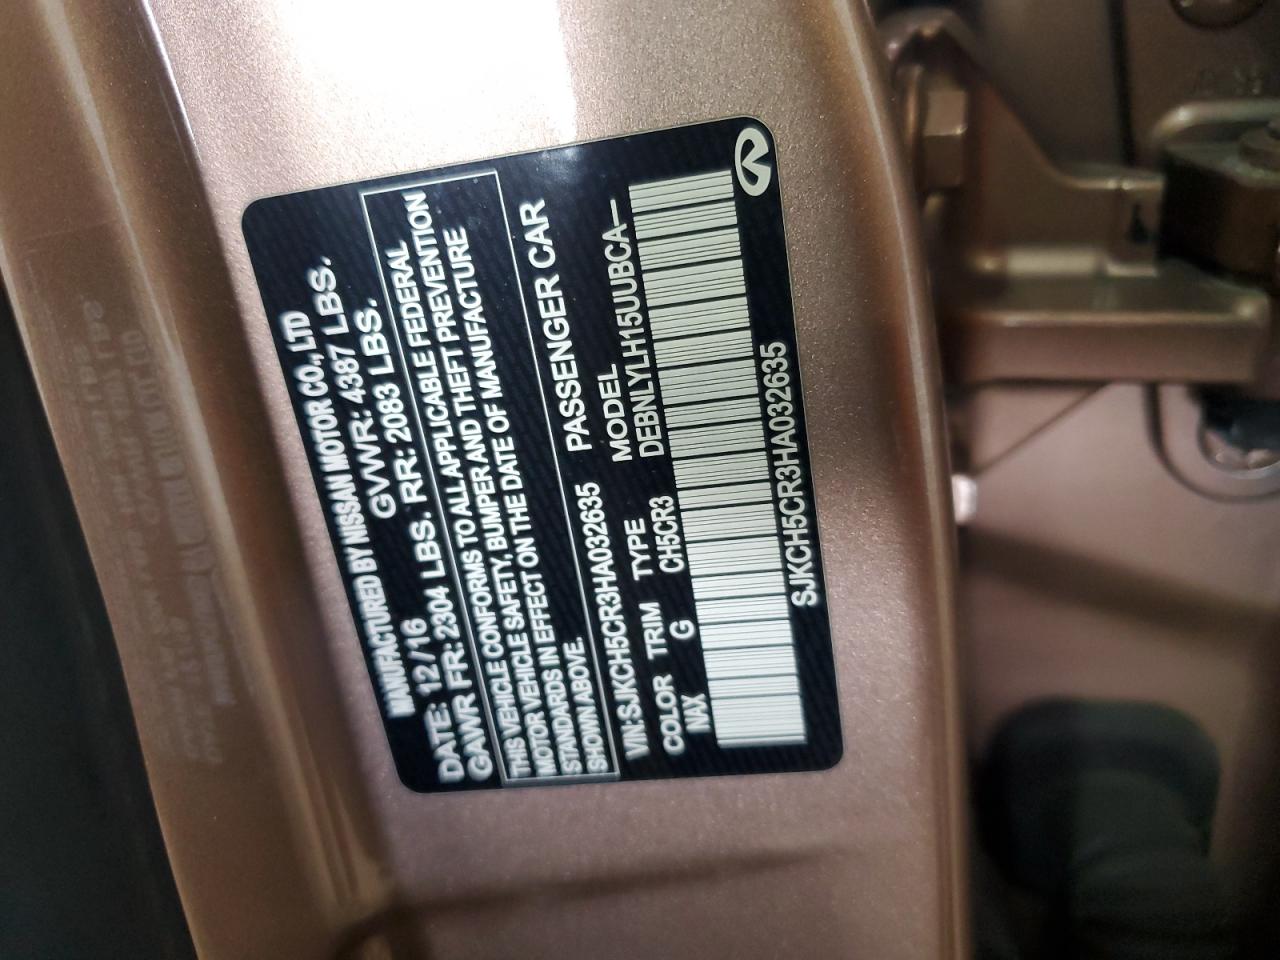 MANUFACTURED BY NISSAN MOTOR CO., LTD
DATE: 12/16 GVWR: 4387 LBS.
GAWR FR: 2304 LBS. RR: 2083 LBS.
THIS VEHICLE CONFORMS TO ALL APPLICABLE FEDERAL
MOTOR VEHICLE SAFETY, BUMPER AND THEFT PREVENTION
STANDARDS IN EFFECT ON THE DATE OF MANUFACTURE
SHOWN ABOVE.
VIN:SJKCH5CR3HA032635 PASSENGER CAR
COLOR TRIM TYPE MODEL
NAX G CH5CR3 DEBNLYLH15UUBCA—
SJKCH5CR3HA032635